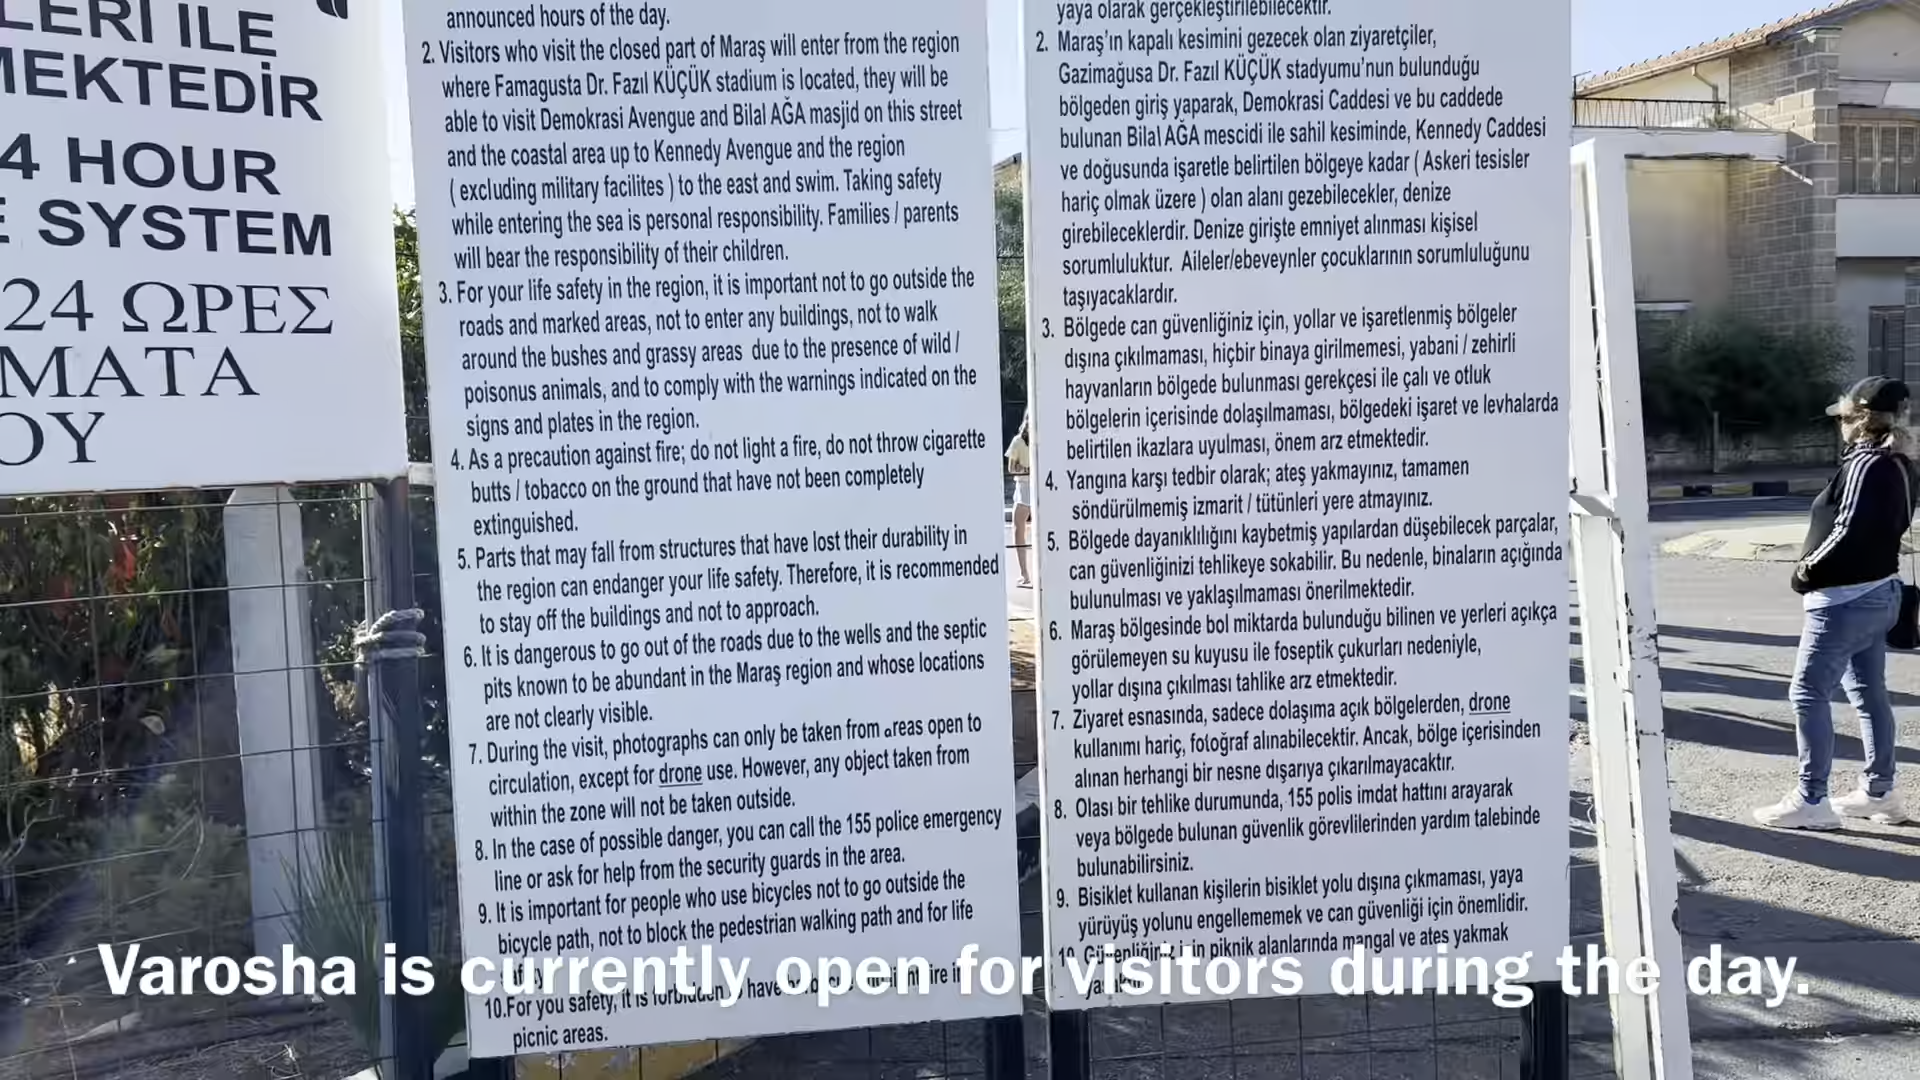 LERİ ILE
MEKTEDİR
4 HOUR
E SYSTEM
24 ΩΡΕΣ
ΜΑΤΑ
ΟΥ
announced hours of the day.
2. Visitors who visit the closed part of Maraş will enter from the region
where Famagusta Dr. Fazıl KÜÇÜK stadium is located, they will be
able to visit Demokrasi Avengue and Bilal AĞA masjid on this street
and the coastal area up to Kennedy Avengue and the region
( excluding military facilites ) to the east and swim. Taking safety
while entering the sea is personal responsibility. Families / parents
will bear the responsibility of their children.
3. For your life safety in the region, it is important not to go outside the
roads and marked areas, not to enter any buildings, not to walk
around the bushes and grassy areas due to the presence of wild /
poisonus animals, and to comply with the warnings indicated on the
signs and plates in the region.
4. As a precaution against fire; do not light a fire, do not throw cigarette
butts / tobacco on the ground that have not been completely
extinguished.
5. Parts that may fall from structures that have lost their durability in
the region can endanger your life safety. Therefore, it is recommended
to stay off the buildings and not to approach.
6. It is dangerous to go out of the roads due to the wells and the septic
pits known to be abundant in the Maraş region and whose locations
are not clearly visible.
7. During the visit, photographs can only be taken from areas open to
circulation, except for drone use. However, any object taken from
within the zone will not be taken outside.
8. In the case of possible danger, you can call the 155 police emergency
line or ask for help from the security guards in the area.
9. It is important for people who use bicycles not to go outside the
bicycle path, not to block the pedestrian walking path and for life
safety.
10.For you safety, it is forbidden to have fire in
picnic areas.
yaya olarak gerçekleştirilebilecektir.
2. Maraş'ın kapalı kesimini gezecek olan ziyaretçiler,
Gazimağusa Dr. Fazıl KÜÇÜK stadyumu'nun bulunduğu
bölgeden giriş yaparak, Demokrasi Caddesi ve bu caddede
bulunan Bilal AĞA mescidi ile sahil kesiminde, Kennedy Caddesi
ve doğusunda işaretle belirtilen bölgeye kadar ( Askeri tesisler
hariç olmak üzere ) olan alanı gezebilecekler, denize
girebileceklerdir. Denize girişte emniyet alınması kişisel
sorumluluktur. Aileler/ebeveynler çocuklarının sorumluluğunu
taşıyacaklardır.
3. Bölgede can güvenliğiniz için, yollar ve işaretlenmiş bölgeler
dışına çıkılmaması, hiçbir binaya girilmemesi, yabani / zehirli
hayvanların bölgede bulunması gerekçesi ile çalı ve otluk
bölgelerin içerisinde dolaşılmaması, bölgedeki işaret ve levhalarda
belirtilen ikazlara uyulması, önem arz etmektedir.
4. Yangına karşı tedbir olarak; ateş yakmayınız, tamamen
söndürülmemiş izmarit / tütünleri yere atmayınız.
5. Bölgede dayanıklılığını kaybetmiş yapılardan düşebilecek parçalar,
can güvenliğinizi tehlikeye sokabilir. Bu nedenle, binaların açığında
bulunulması ve yaklaşılmaması önerilmektedir.
6. Maraş bölgesinde bol miktarda bulunduğu bilinen ve yerleri açıkça
görülemeyen su kuyusu ile foseptik çukurları nedeniyle,
yollar dışına çıkılması tahlike arz etmektedir.
7. Ziyaret esnasında, sadece dolaşıma açık bölgelerden, drone
kullanımı hariç, fotoğraf alınabilecektir. Ancak, bölge içerisinden
alınan herhangi bir nesne dışarıya çıkarılmayacaktır.
8. Olası bir tehlike durumunda, 155 polis imdat hattını arayarak
veya bölgede bulunan güvenlik görevlilerinden yardım talebinde
bulunabilirsiniz.
9. Bisiklet kullanan kişilerin bisiklet yolu dışına çıkmaması, yaya
yürüyüş yolunu engellememek ve can güvenliği için önemlidir.
10. Güvenliğiniz için piknik alanlarında mangal ve ateş yakmak
Varosha is currently open for visitors during the day.